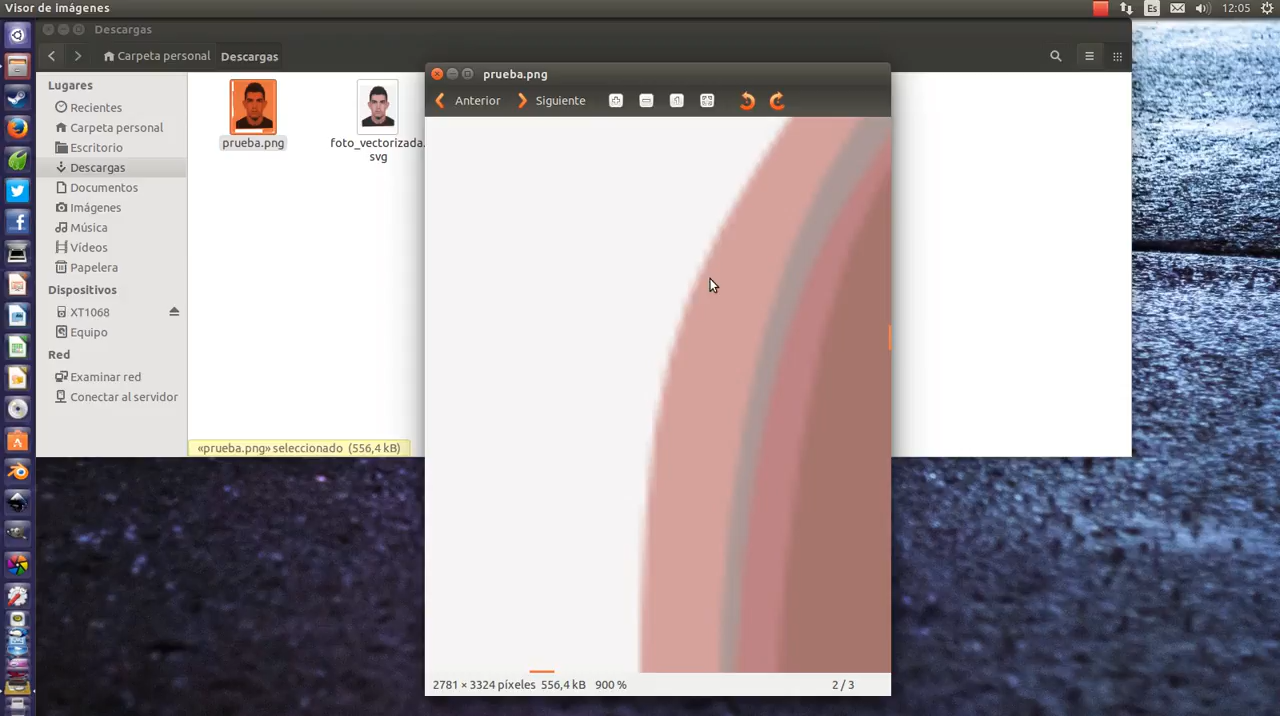 Visor de imágenes
Es
12:05
Descargas
Carpeta personal
Descargas
Lugares
Recientes
Carpeta personal
Escritorio
Descargas
Documentos
Imágenes
Música
Vídeos
Papelera
Dispositivos
XT1068
Equipo
Red
Examinar red
Conectar al servidor
prueba.png
foto_vectorizada.
svg
«prueba.png» seleccionado (556,4 kB)
prueba.png
Anterior
Siguiente
2781 × 3324 píxeles 556,4 kB 900 %
2 / 3